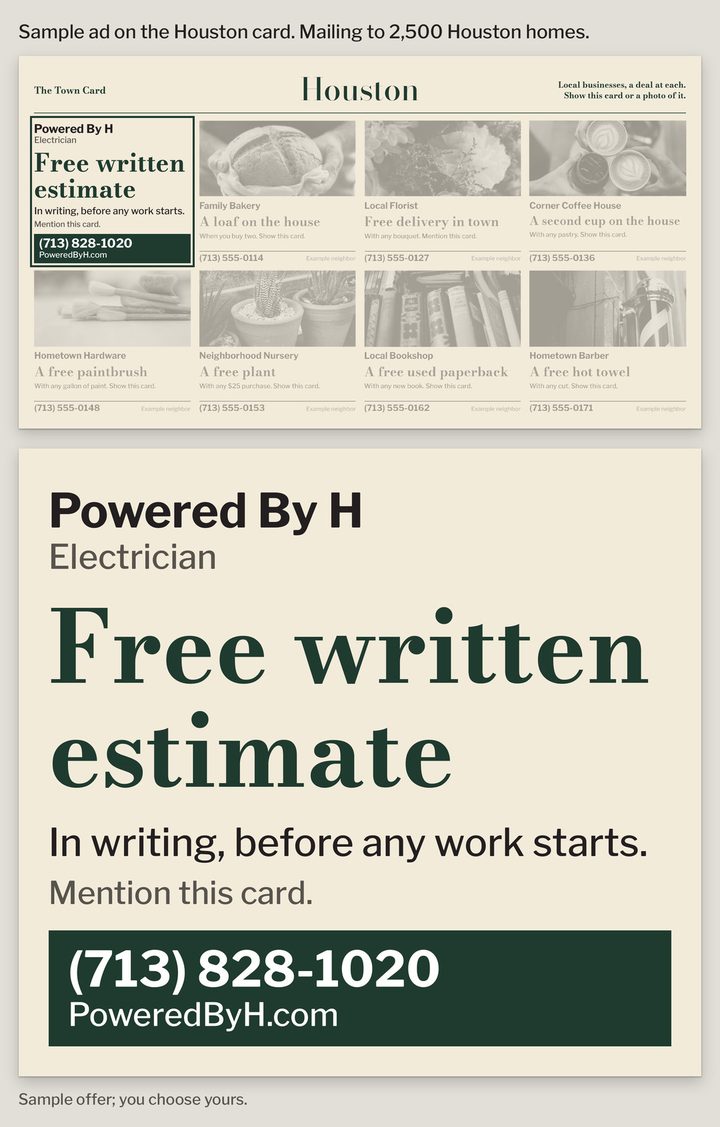 Sample ad on the Houston card. Mailing to 2,500 Houston homes.
The Town Card
Houston
Local businesses, a deal at each.
Show this card or a photo of it.
Powered By H
Electrician
Free written
estimate
In writing, before any work starts.
Mention this card.
(713) 828-1020
PoweredByH.com
Family Bakery
A loaf on the house
When you buy two. Show this card.
(713) 555-0114
Example neighbor
Local Florist
Free delivery in town
With any bouquet. Mention this card.
(713) 555-0127
Example neighbor
Corner Coffee House
A second cup on the house
With any pastry. Show this card.
(713) 555-0136
Example neighbor
Hometown Hardware
A free paintbrush
With any gallon of paint. Show this card.
(713) 555-0148
Example neighbor
Neighborhood Nursery
A free plant
With any $25 purchase. Show this card.
(713) 555-0153
Example neighbor
Local Bookshop
A free used paperback
With any new book. Show this card.
(713) 555-0162
Example neighbor
Hometown Barber
A free hot towel
With any cut. Show this card.
(713) 555-0171
Example neighbor
Powered By H
Electrician
Free written
estimate
In writing, before any work starts.
Mention this card.
(713) 828-1020
PoweredByH.com
Sample offer; you choose yours.